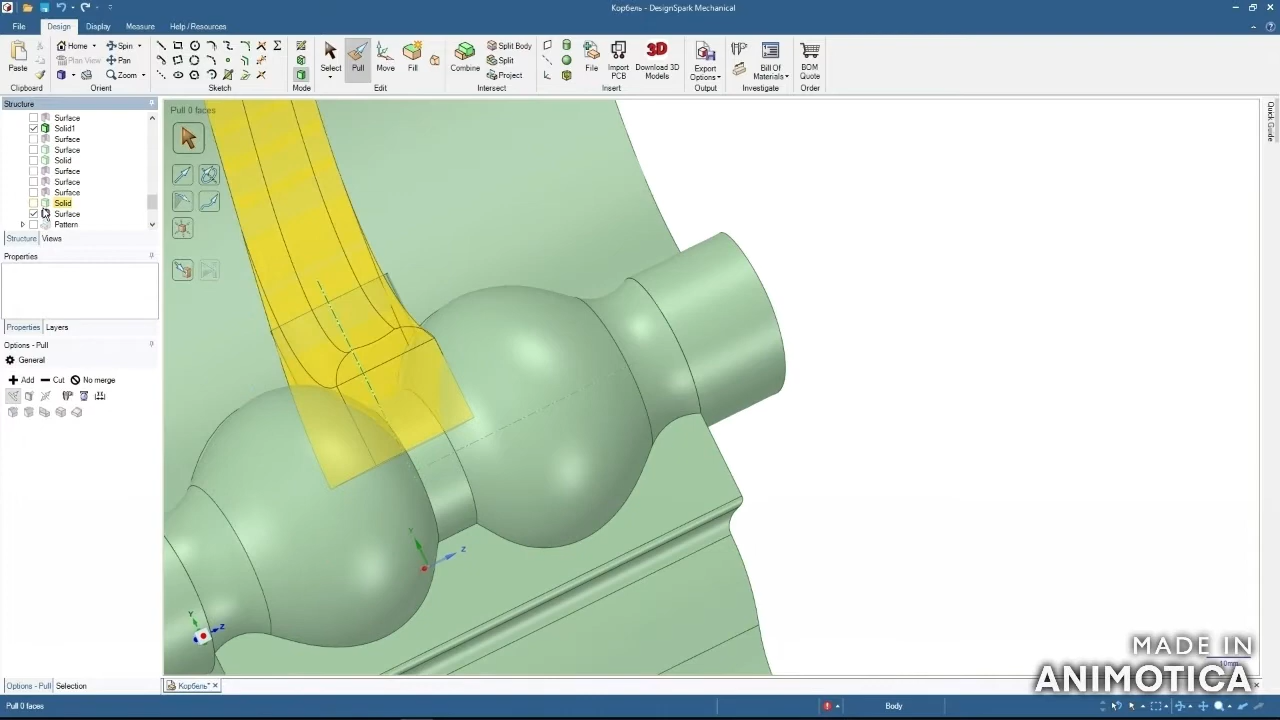 Корбель - DesignSpark Mechanical
File Design Display Measure Help / Resources
Paste
Home Spin
Plan View Pan
Zoom
Select Pull Move Fill
Combine
Split Body
Split
Project
File Import PCB Download 3D Models
Export Options
Bill Of Materials
BOM Quote
Clipboard Orient Sketch Mode Edit Intersect Insert Output Investigate Order
Structure
Surface
Solid1
Surface
Surface
Solid
Surface
Surface
Surface
Solid
Surface
Pattern
Structure Views
Properties
Properties Layers
Options - Pull
General
Add Cut No merge
Pull 0 faces
Quick Guide
Y
Z
Y
Z
10mm
MADE IN
ANIMOTICA
Options - Pull Selection
Корбель*
Pull 0 faces
Body